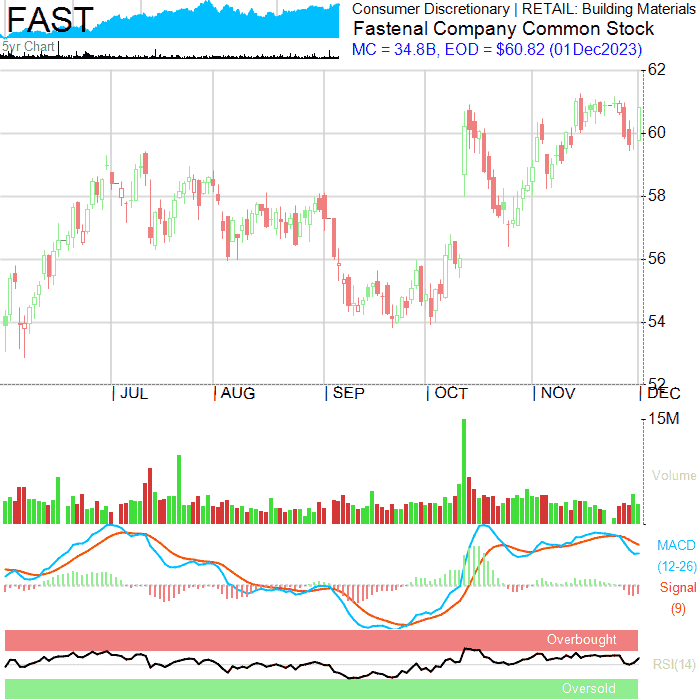 FAST
5yr Chart
Consumer Discretionary | RETAIL: Building Materials
Fastenal Company Common Stock
MC = 34.8B, EOD = $60.82 (01Dec2023)
62
60
58
56
54
52
JUL AUG SEP OCT NOV DEC
15M
Volume
MACD
(12-26)
Signal
(9)
Overbought
RSI(14)
Oversold